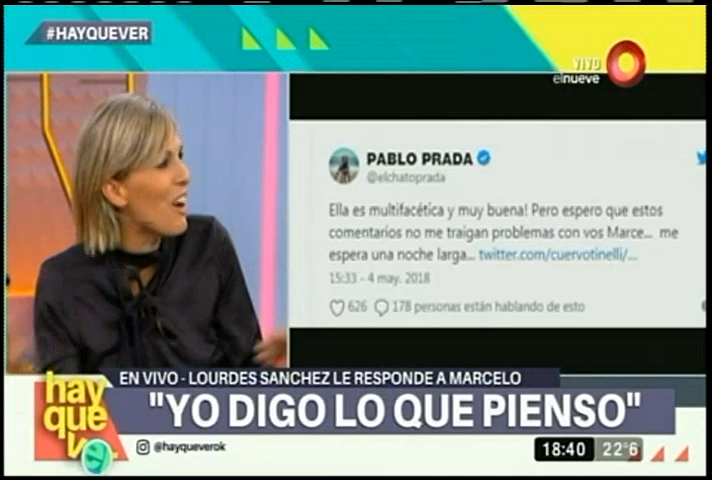 #HAYQUEVER
VIVO
elnueve
PABLO PRADA
@elchatoprada
Ella es multifacética y muy buena! Pero espero que estos
comentarios no me traigan problemas con vos Marce... me
espera una noche larga... twitter.com/cuervotinelli/...
15:33 - 4 may. 2018
626 178 personas están hablando de esto
EN VIVO - LOURDES SANCHEZ LE RESPONDE A MARCELO
"YO DIGO LO QUE PIENSO"
hay
que
@hayqueverok
18:40 22°6